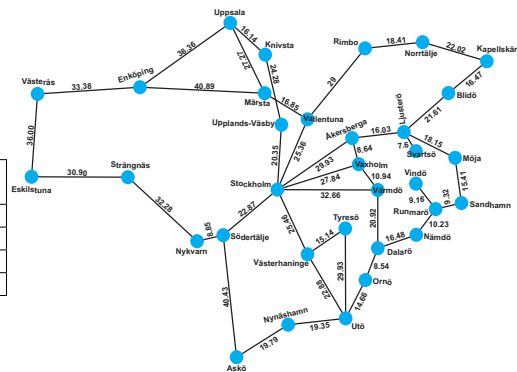 Uppsala
16.14
Knivsta
36.36
27.27
24.28
Rimbo
18.41
Norrtälje
22.02
Kapellskär
16.47
Västerås
33.38
Enköping
40.89
Märsta
16.85
29
Blidö
Vallentuna
Upplands-Väsby
21.61
36.00
Åkersberga
16.03
Ljusterö
20.35
25.36
8.64
7.6
18.15
Svartsö
29.93
Vaxholm
Möja
Strängnäs
30.90
Eskilstuna
Stockholm
27.84
10.94
Vindö
15.41
32.66
Värmdö
9.16
9.32
32.28
22.87
Runmarö
Sandhamn
25.46
Tyresö
20.92
10.23
8.85
Södertälje
15.14
16.48
Nämdö
Nykvarn
Västerhaninge
Dalarö
29.93
8.54
22.88
Ornö
40.43
14.66
Nynäshamn
19.35
Utö
19.79
Askö